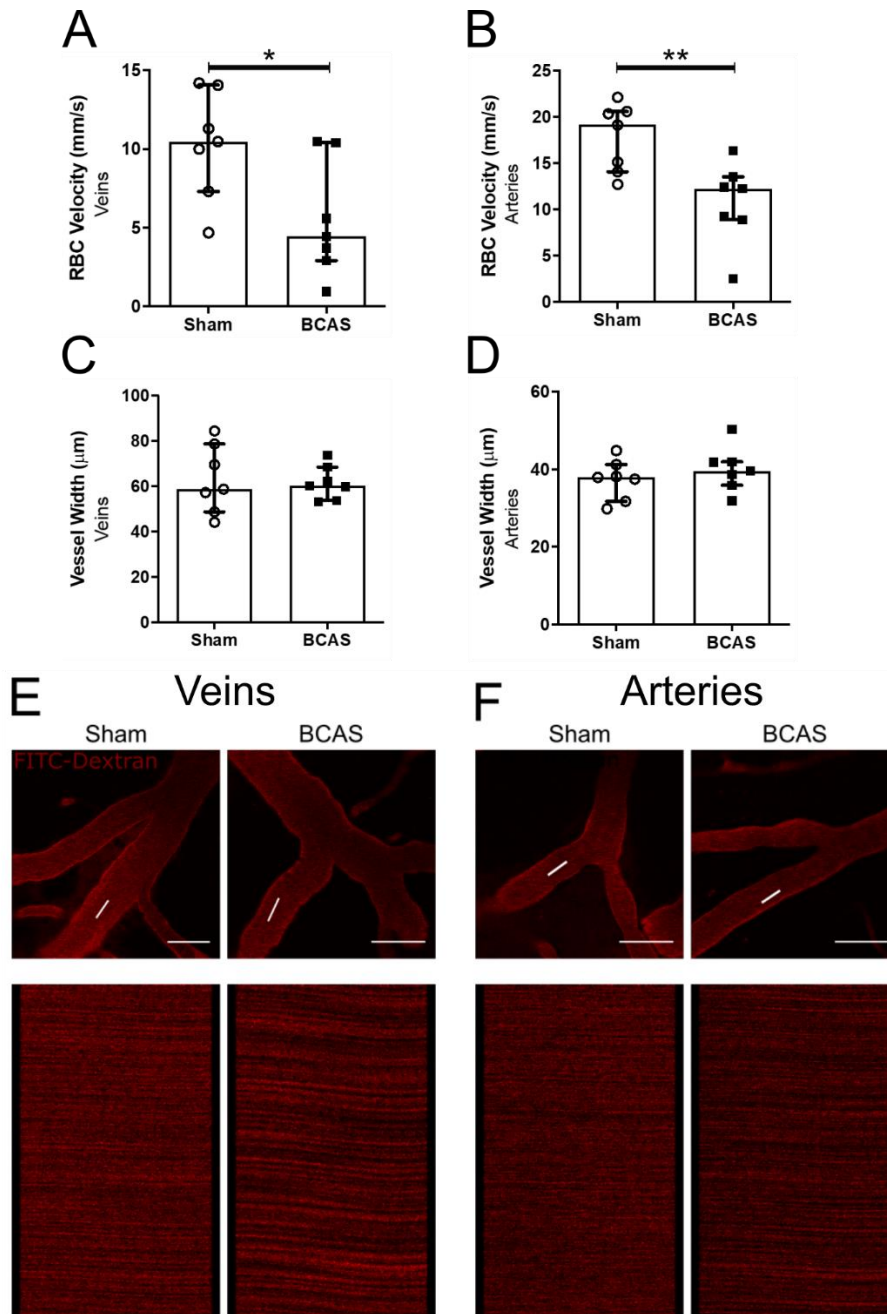 A
*
RBC Velocity (mm/s)
Veins
15
10
5
0
Sham
BCAS
B
**
RBC Velocity (mm/s)
Arteries
25
20
15
10
5
0
Sham
BCAS
C
Vessel Width (μm)
Veins
100
80
60
40
20
0
Sham
BCAS
D
Vessel Width (μm)
Arteries
60
40
20
0
Sham
BCAS
E
Veins
Sham
BCAS
FITC-Dextran
F
Arteries
Sham
BCAS